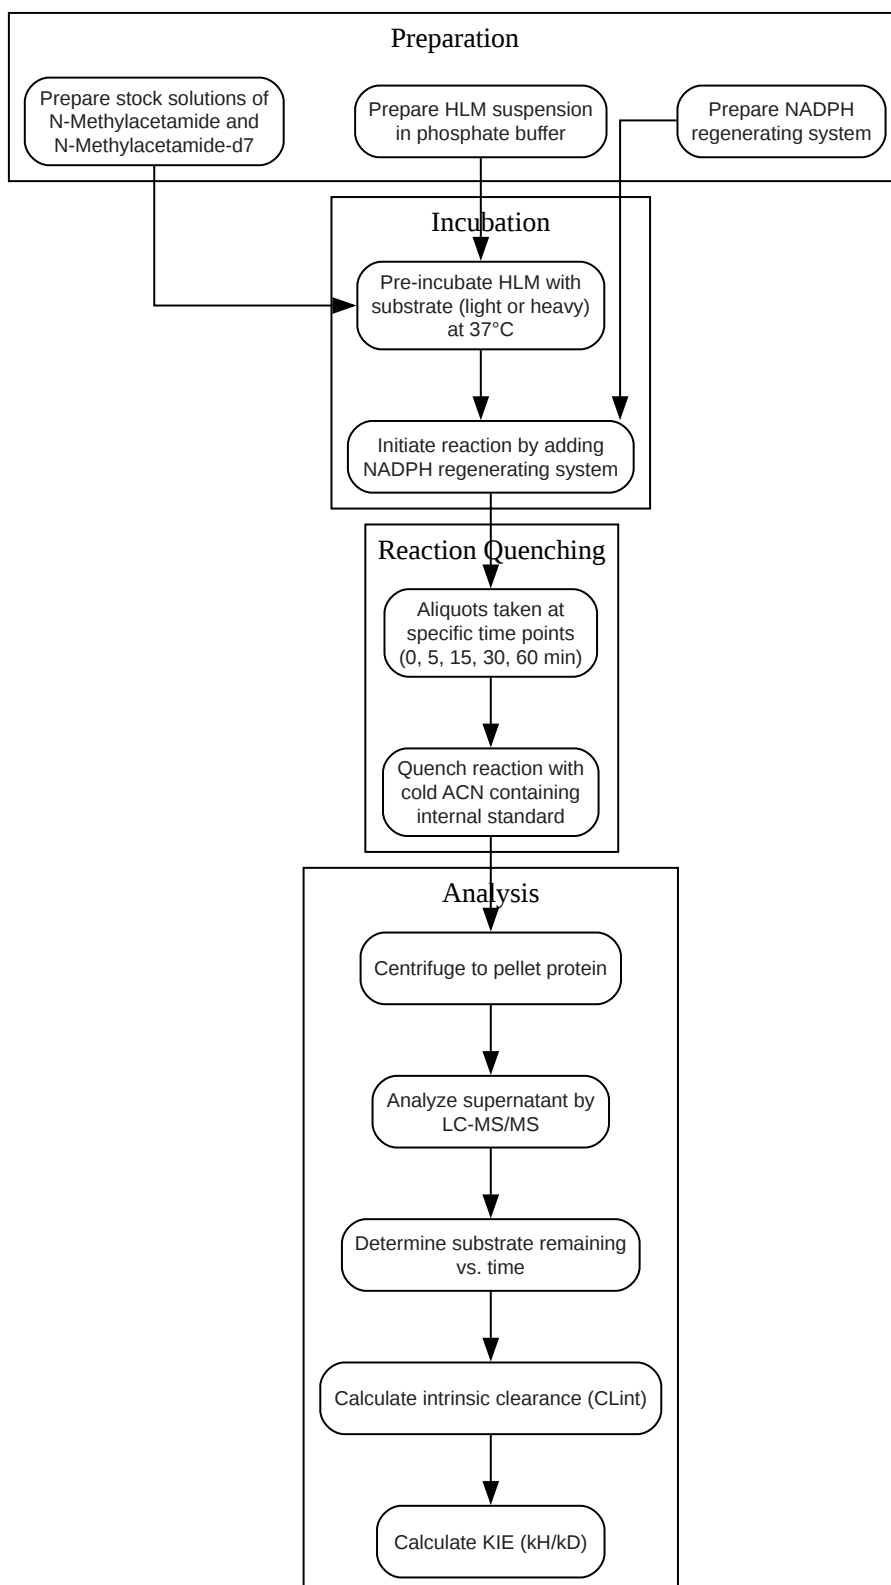 Preparation
Prepare stock solutions of
N-Methylacetamide and
N-Methylacetamide-d7
Prepare HLM suspension
in phosphate buffer
Prepare NADPH
regenerating system
Incubation
Pre-incubate HLM with
substrate (light or heavy)
at 37°C
Initiate reaction by adding
NADPH regenerating system
Reaction Quenching
Aliquots taken at
specific time points
(0, 5, 15, 30, 60 min)
Quench reaction with
cold ACN containing
internal standard
Analysis
Centrifuge to pellet protein
Analyze supernatant by
LC-MS/MS
Determine substrate remaining
vs. time
Calculate intrinsic clearance (CLint)
Calculate KIE (kH/kD)